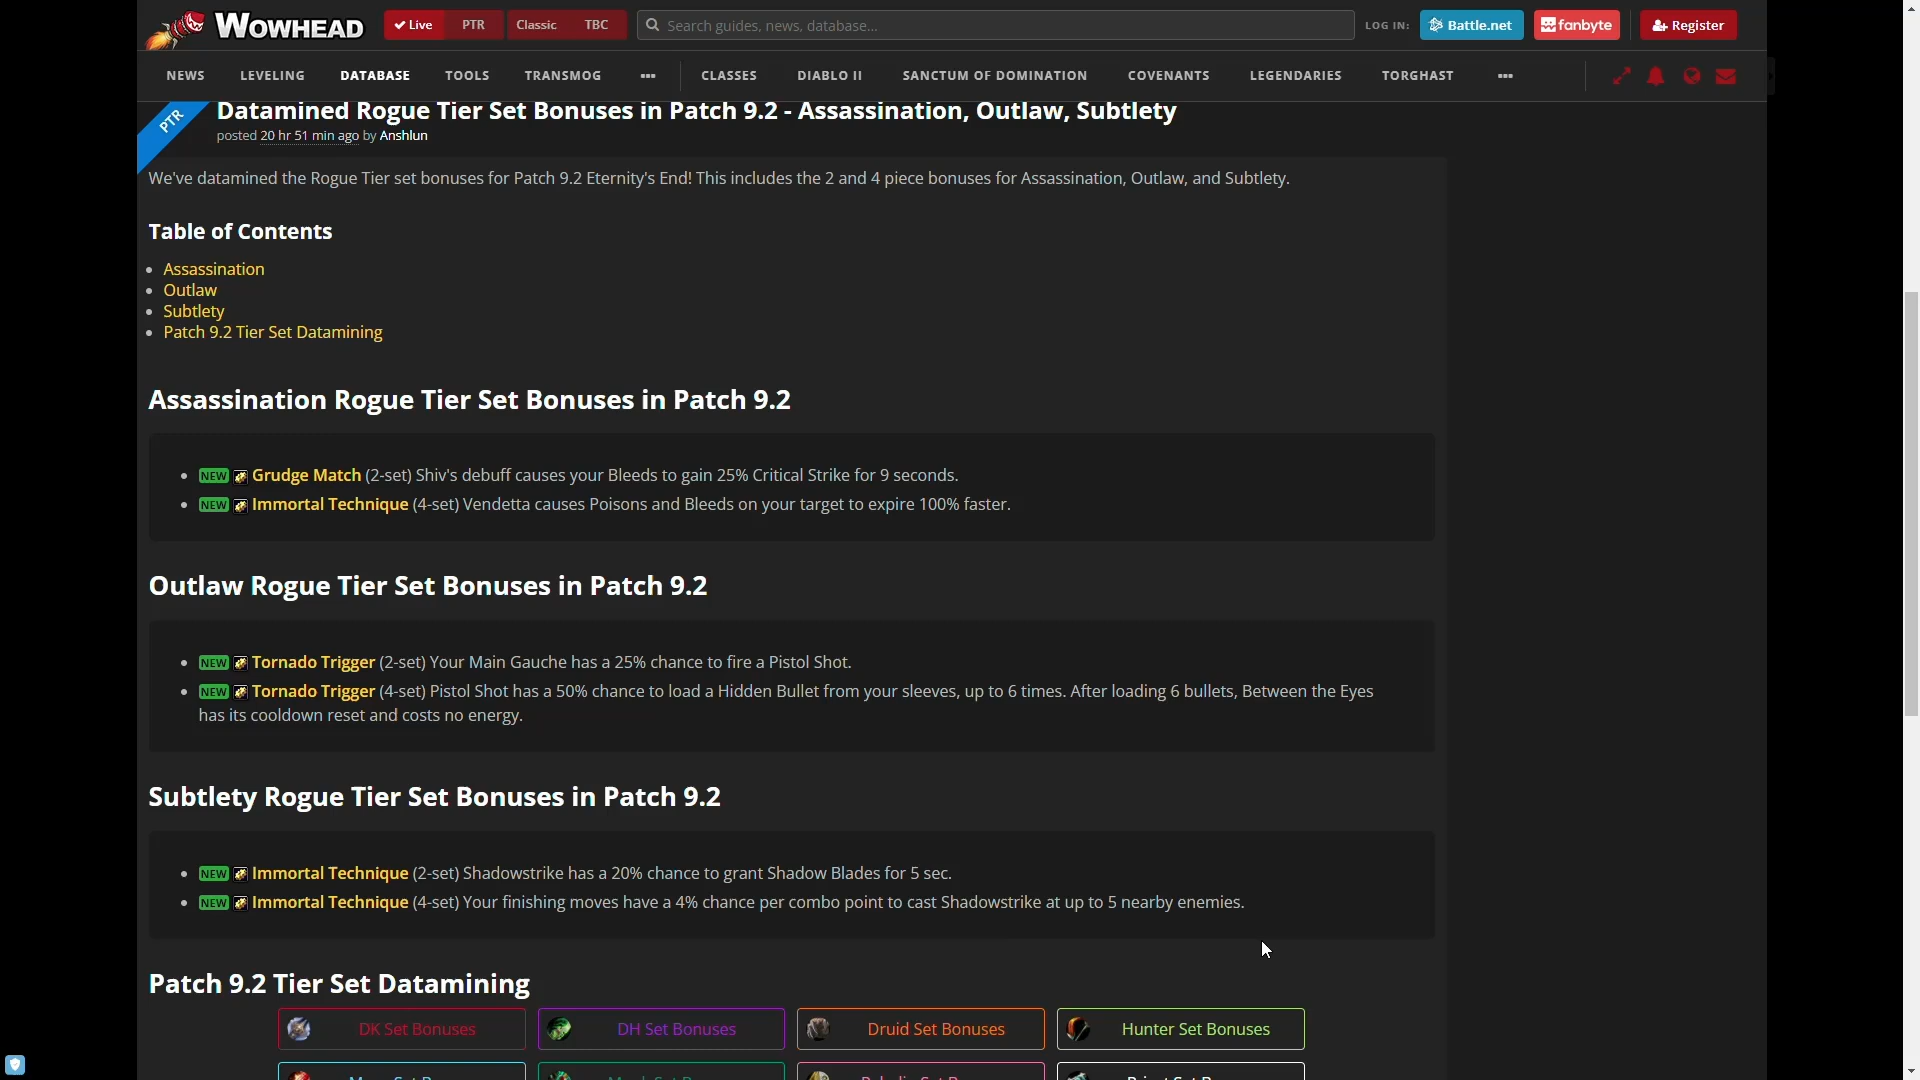 WOWHEAD
Live PTR Classic TBC Search guides, news, database... LOG IN: Battle.net fanbyte Register
NEWS LEVELING DATABASE TOOLS TRANSMOG ••• CLASSES DIABLO II SANCTUM OF DOMINATION COVENANTS LEGENDARIES TORGHAST •••
PTR
Datamined Rogue Tier Set Bonuses in Patch 9.2 - Assassination, Outlaw, Subtlety
posted 20 hr 51 min ago by Anshlun
We've datamined the Rogue Tier set bonuses for Patch 9.2 Eternity's End! This includes the 2 and 4 piece bonuses for Assassination, Outlaw, and Subtlety.
Table of Contents
• Assassination
• Outlaw
• Subtlety
• Patch 9.2 Tier Set Datamining
Assassination Rogue Tier Set Bonuses in Patch 9.2
• NEW Grudge Match (2-set) Shiv's debuff causes your Bleeds to gain 25% Critical Strike for 9 seconds.
• NEW Immortal Technique (4-set) Vendetta causes Poisons and Bleeds on your target to expire 100% faster.
Outlaw Rogue Tier Set Bonuses in Patch 9.2
• NEW Tornado Trigger (2-set) Your Main Gauche has a 25% chance to fire a Pistol Shot.
• NEW Tornado Trigger (4-set) Pistol Shot has a 50% chance to load a Hidden Bullet from your sleeves, up to 6 times. After loading 6 bullets, Between the Eyes
has its cooldown reset and costs no energy.
Subtlety Rogue Tier Set Bonuses in Patch 9.2
• NEW Immortal Technique (2-set) Shadowstrike has a 20% chance to grant Shadow Blades for 5 sec.
• NEW Immortal Technique (4-set) Your finishing moves have a 4% chance per combo point to cast Shadowstrike at up to 5 nearby enemies.
Patch 9.2 Tier Set Datamining
DK Set Bonuses DH Set Bonuses Druid Set Bonuses Hunter Set Bonuses